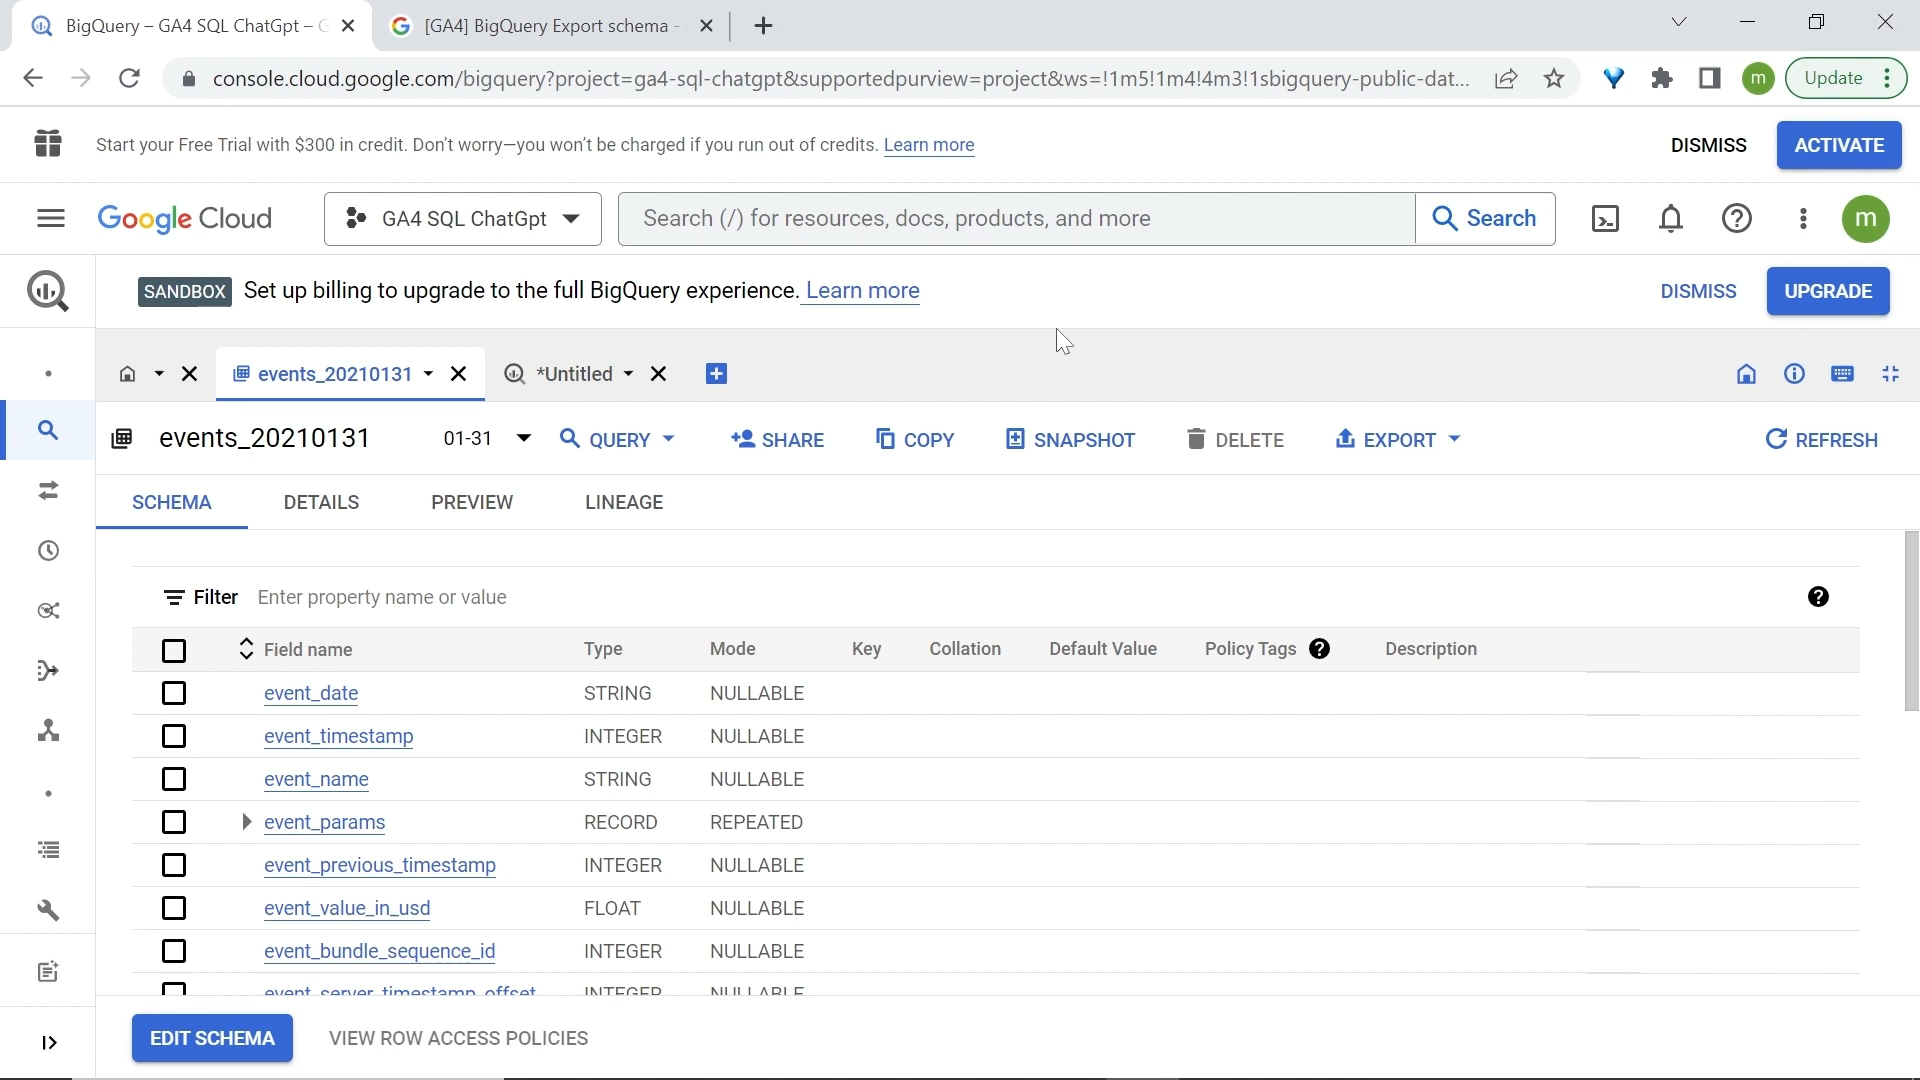 BigQuery – GA4 SQL ChatGpt – G
[GA4] BigQuery Export schema -
console.cloud.google.com/bigquery?project=ga4-sql-chatgpt&supportedpurview=project&ws=!1m5!1m4!4m3!1sbigquery-public-dat...
m
Update
Start your Free Trial with $300 in credit. Don't worry—you won't be charged if you run out of credits. Learn more
DISMISS
ACTIVATE
Google Cloud
GA4 SQL ChatGpt
Search (/) for resources, docs, products, and more
Search
m
SANDBOX Set up billing to upgrade to the full BigQuery experience. Learn more
DISMISS
UPGRADE
events_20210131
*Untitled
events_20210131
01-31
QUERY
SHARE
COPY
SNAPSHOT
DELETE
EXPORT
REFRESH
SCHEMA
DETAILS
PREVIEW
LINEAGE
Filter Enter property name or value
Field name Type Mode Key Collation Default Value Policy Tags Description
event_date STRING NULLABLE
event_timestamp INTEGER NULLABLE
event_name STRING NULLABLE
event_params RECORD REPEATED
event_previous_timestamp INTEGER NULLABLE
event_value_in_usd FLOAT NULLABLE
event_bundle_sequence_id INTEGER NULLABLE
event_server_timestamp_offset INTEGER NULLABLE
EDIT SCHEMA
VIEW ROW ACCESS POLICIES